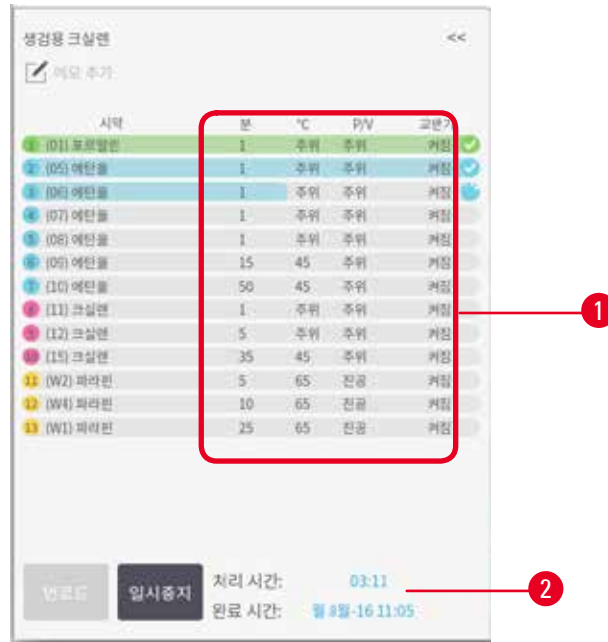 생검용 크실렌 <<
메모 추가
시약 분 °C P/V 교반기
1 (01) 포르말린 1 주위 주위 켜짐
2 (05) 에탄올 1 주위 주위 켜짐
3 (06) 에탄올 1 주위 주위 켜짐
4 (07) 에탄올 1 주위 주위 켜짐
5 (08) 에탄올 1 주위 주위 켜짐
6 (09) 에탄올 15 45 주위 켜짐
7 (10) 에탄올 50 45 주위 켜짐
8 (11) 크실렌 1 주위 주위 켜짐
9 (12) 크실렌 5 주위 주위 켜짐
10 (15) 크실렌 35 45 주위 켜짐
11 (W2) 파라핀 5 65 진공 켜짐
12 (W4) 파라핀 10 65 진공 켜짐
13 (W1) 파라핀 25 65 진공 켜짐
1
언로드 일시중지 처리 시간: 03:11
완료 시간: 월 8월-16 11:05
2